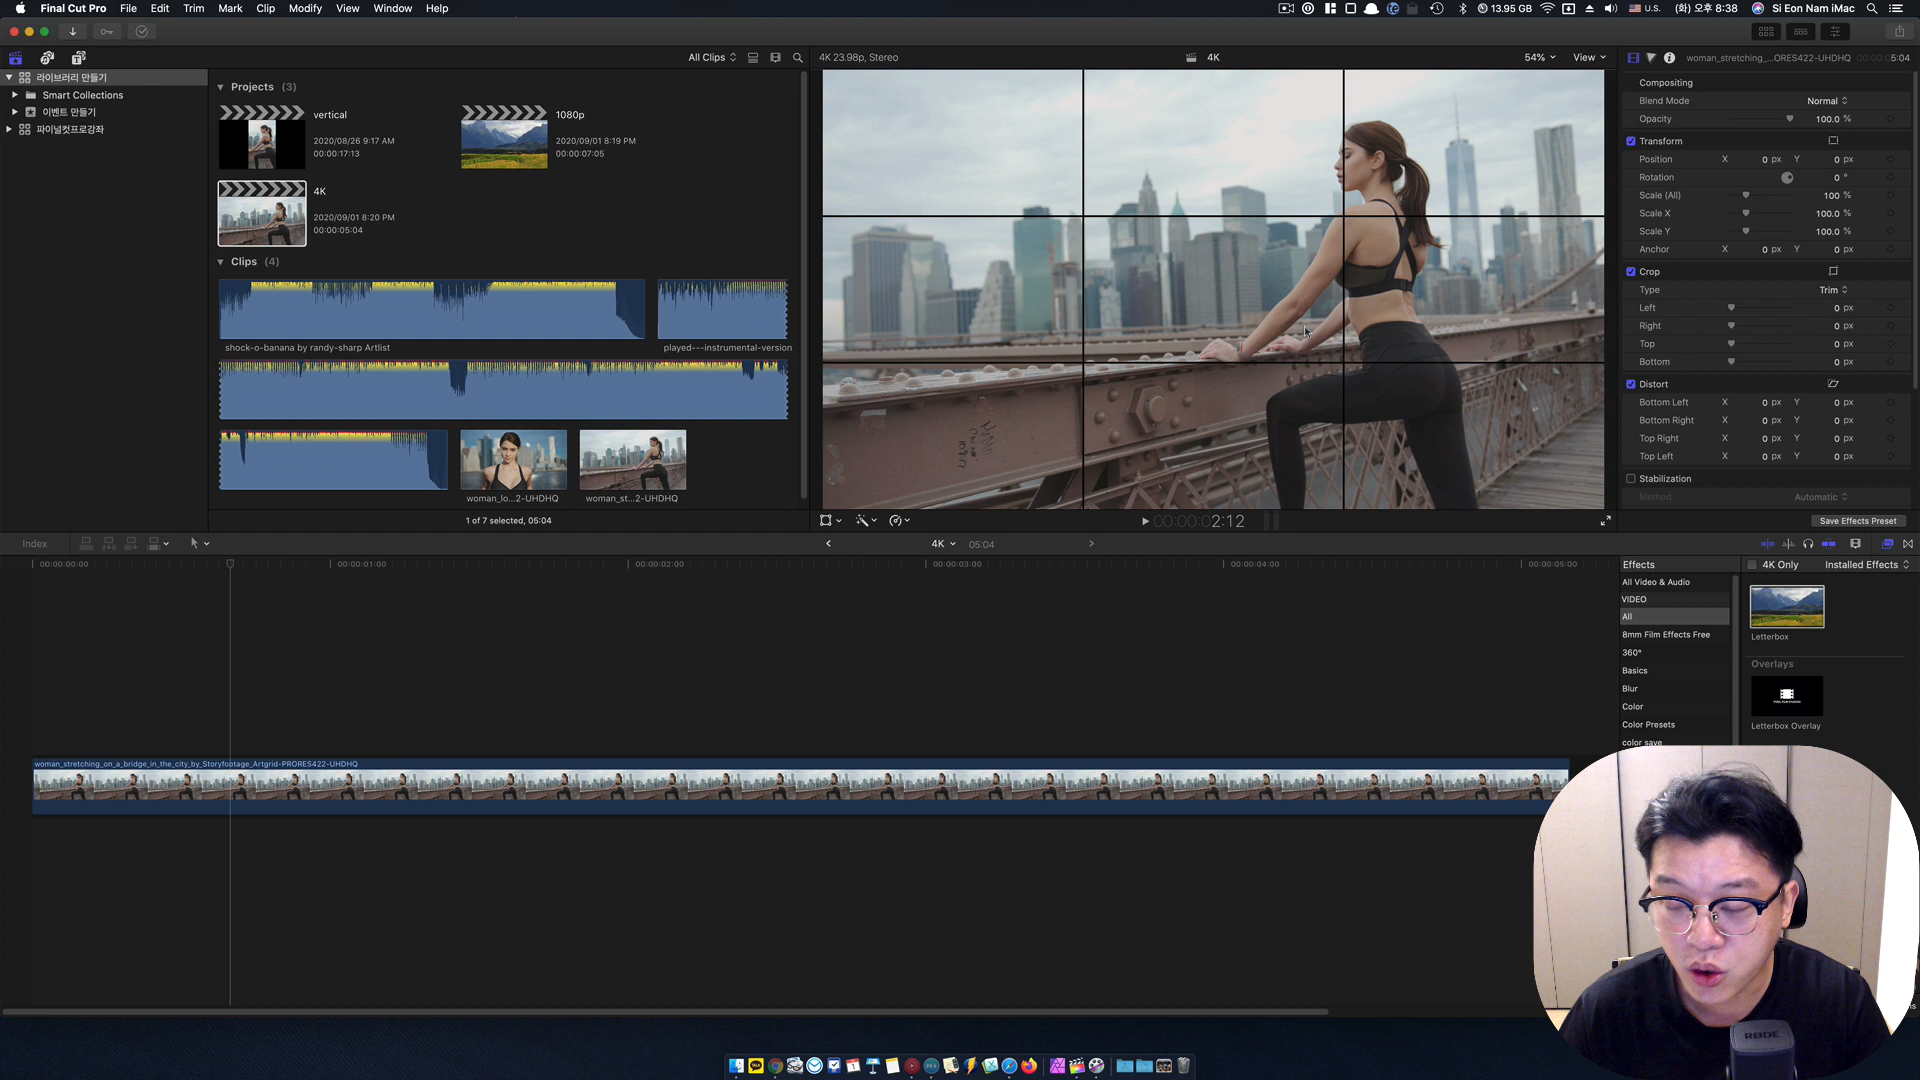 Final Cut Pro File Edit Trim Mark Clip Modify View Window Help
13.95 GB U.S. (화) 오후 8:38 Si Eon Nam iMac
All Clips
4K 23.98p, Stereo 4K 54% View
woman_stretching_...ORES422-UHDHQ 00:00:05:04
라이브러리 만들기
Smart Collections
이벤트 만들기
파이널컷프로강좌
Projects (3)
vertical
2020/08/26 9:17 AM
00:00:17:13
1080p
2020/09/01 8:19 PM
00:00:07:05
4K
2020/09/01 8:20 PM
00:00:05:04
Clips (4)
shock-o-banana by randy-sharp Artlist
played---instrumental-version
woman_lo...2-UHDHQ
woman_st...2-UHDHQ
1 of 7 selected, 05:04
00:00:00:02:12
Compositing
Blend Mode Normal
Opacity 100.0 %
Transform
Position X 0 px Y 0 px
Rotation 0 °
Scale (All) 100 %
Scale X 100.0 %
Scale Y 100.0 %
Anchor X 0 px Y 0 px
Crop
Type Trim
Left 0 px
Right 0 px
Top 0 px
Bottom 0 px
Distort
Bottom Left X 0 px Y 0 px
Bottom Right X 0 px Y 0 px
Top Right X 0 px Y 0 px
Top Left X 0 px Y 0 px
Stabilization
Method Automatic
Save Effects Preset
Index 4K 05:04
00:00:00:00 00:00:01:00 00:00:02:00 00:00:03:00 00:00:04:00 00:00:05:00
woman_stretching_on_a_bridge_in_the_city_by_Storyfootage_Artgrid-PRORES422-UHDHQ
Effects 4K Only Installed Effects
All Video & Audio
VIDEO
All
8mm Film Effects Free
360°
Basics
Blur
Color
Color Presets
color save
Letterbox
Overlays
Letterbox Overlay
RØDE